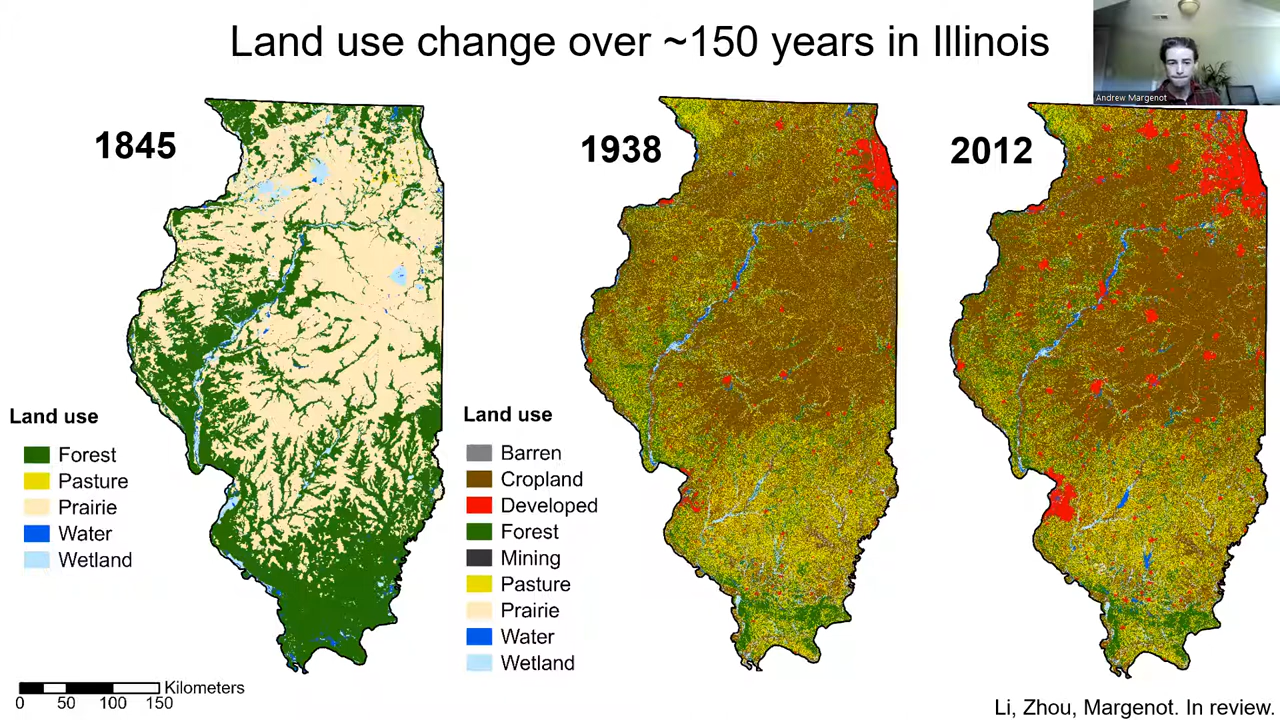 Land use change over ~150 years in Illinois
Andrew Margenot
1845
1938
2012
Land use
Forest
Pasture
Prairie
Water
Wetland
Land use
Barren
Cropland
Developed
Forest
Mining
Pasture
Prairie
Water
Wetland
Kilometers
0 50 100 150
Li, Zhou, Margenot. In review.